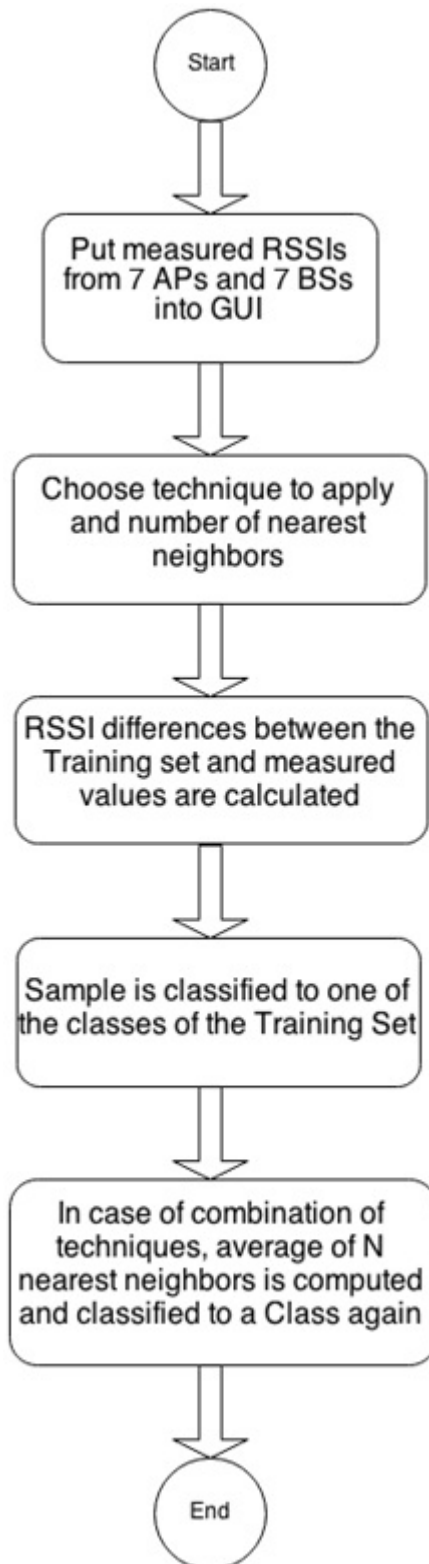 Start
Put measured RSSIs
from 7 APs and 7 BSs
into GUI
Choose technique to apply
and number of nearest
neighbors
RSSI differences between the
Training set and measured
values are calculated
Sample is classified to one of
the classes of the Training Set
In case of combination of
techniques, average of N
nearest neighbors is computed
and classified to a Class again
End